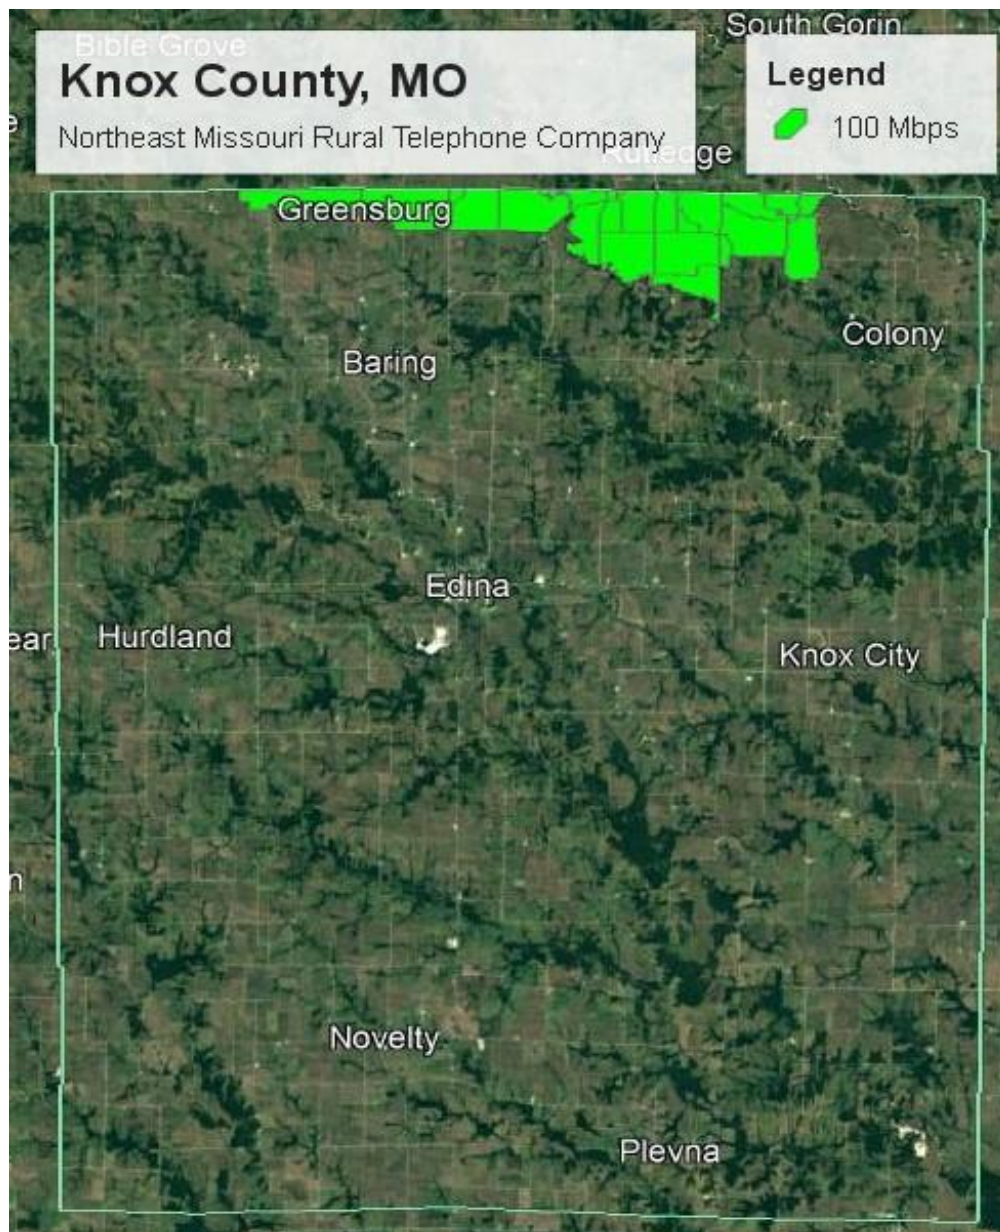 South Gorin
Bible Grove
Knox County, MO
Northeast Missouri Rural Telephone Company
Rutledge
Legend
100 Mbps
Greensburg
Colony
Baring
Edina
Hurdland
Knox City
Novelty
Plevna